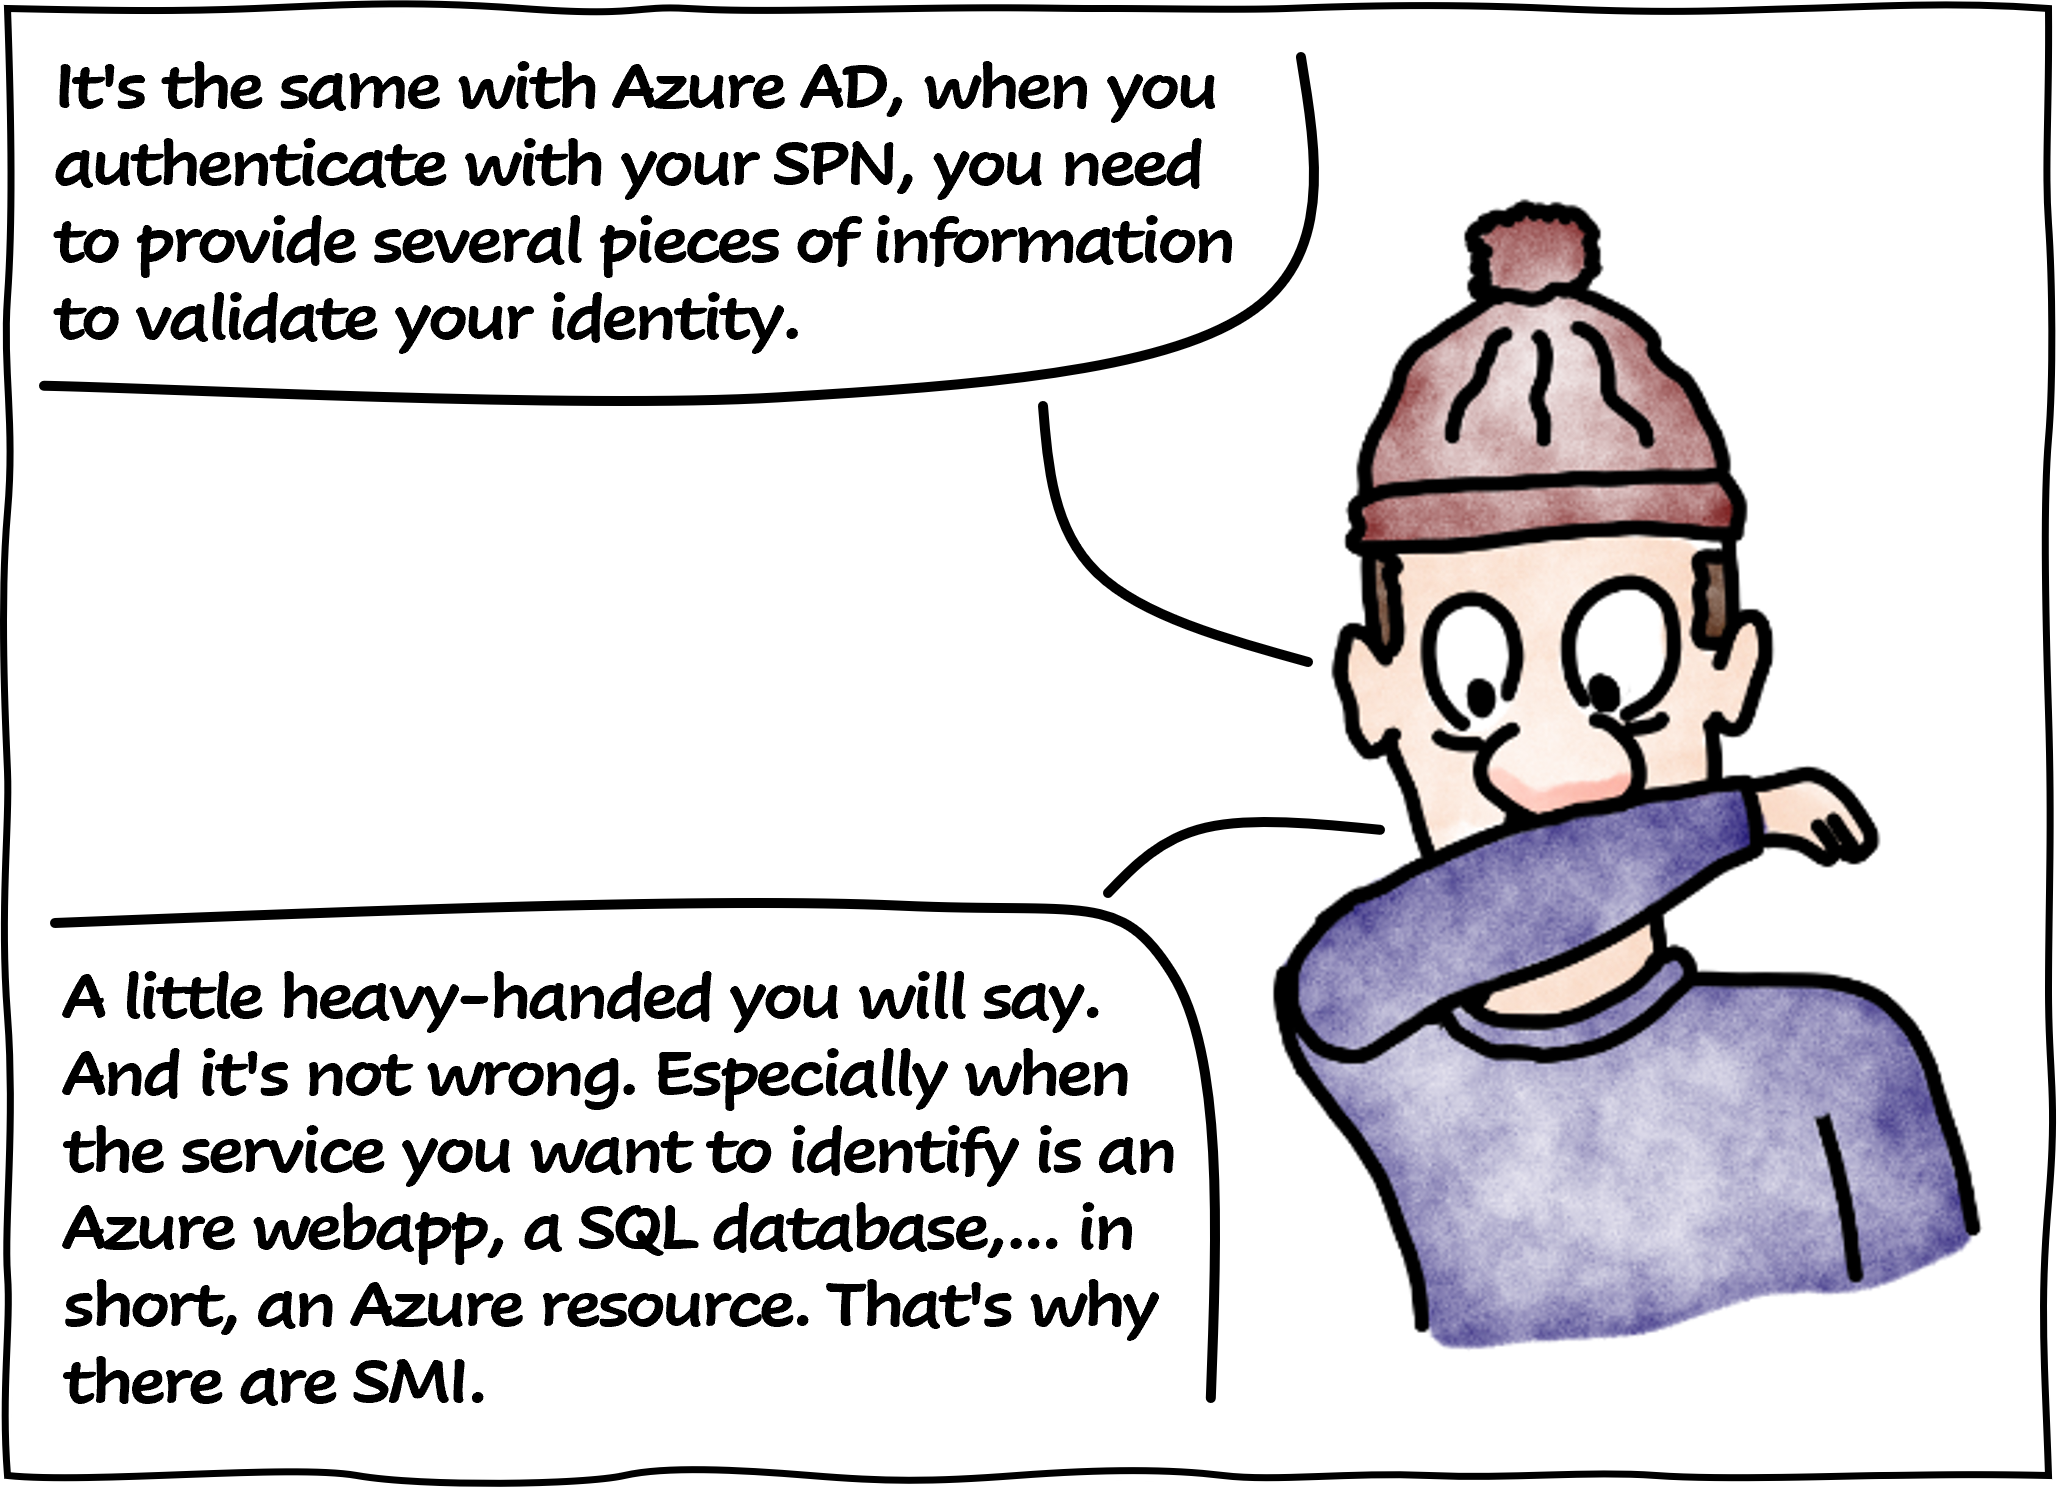 It's the same with Azure AD, when you
authenticate with your SPN, you need
to provide several pieces of information
to validate your identity.
A little heavy-handed you will say.
And it's not wrong. Especially when
the service you want to identify is an
Azure webapp, a SQL database,... in
short, an Azure resource. That's why
there are SMI.